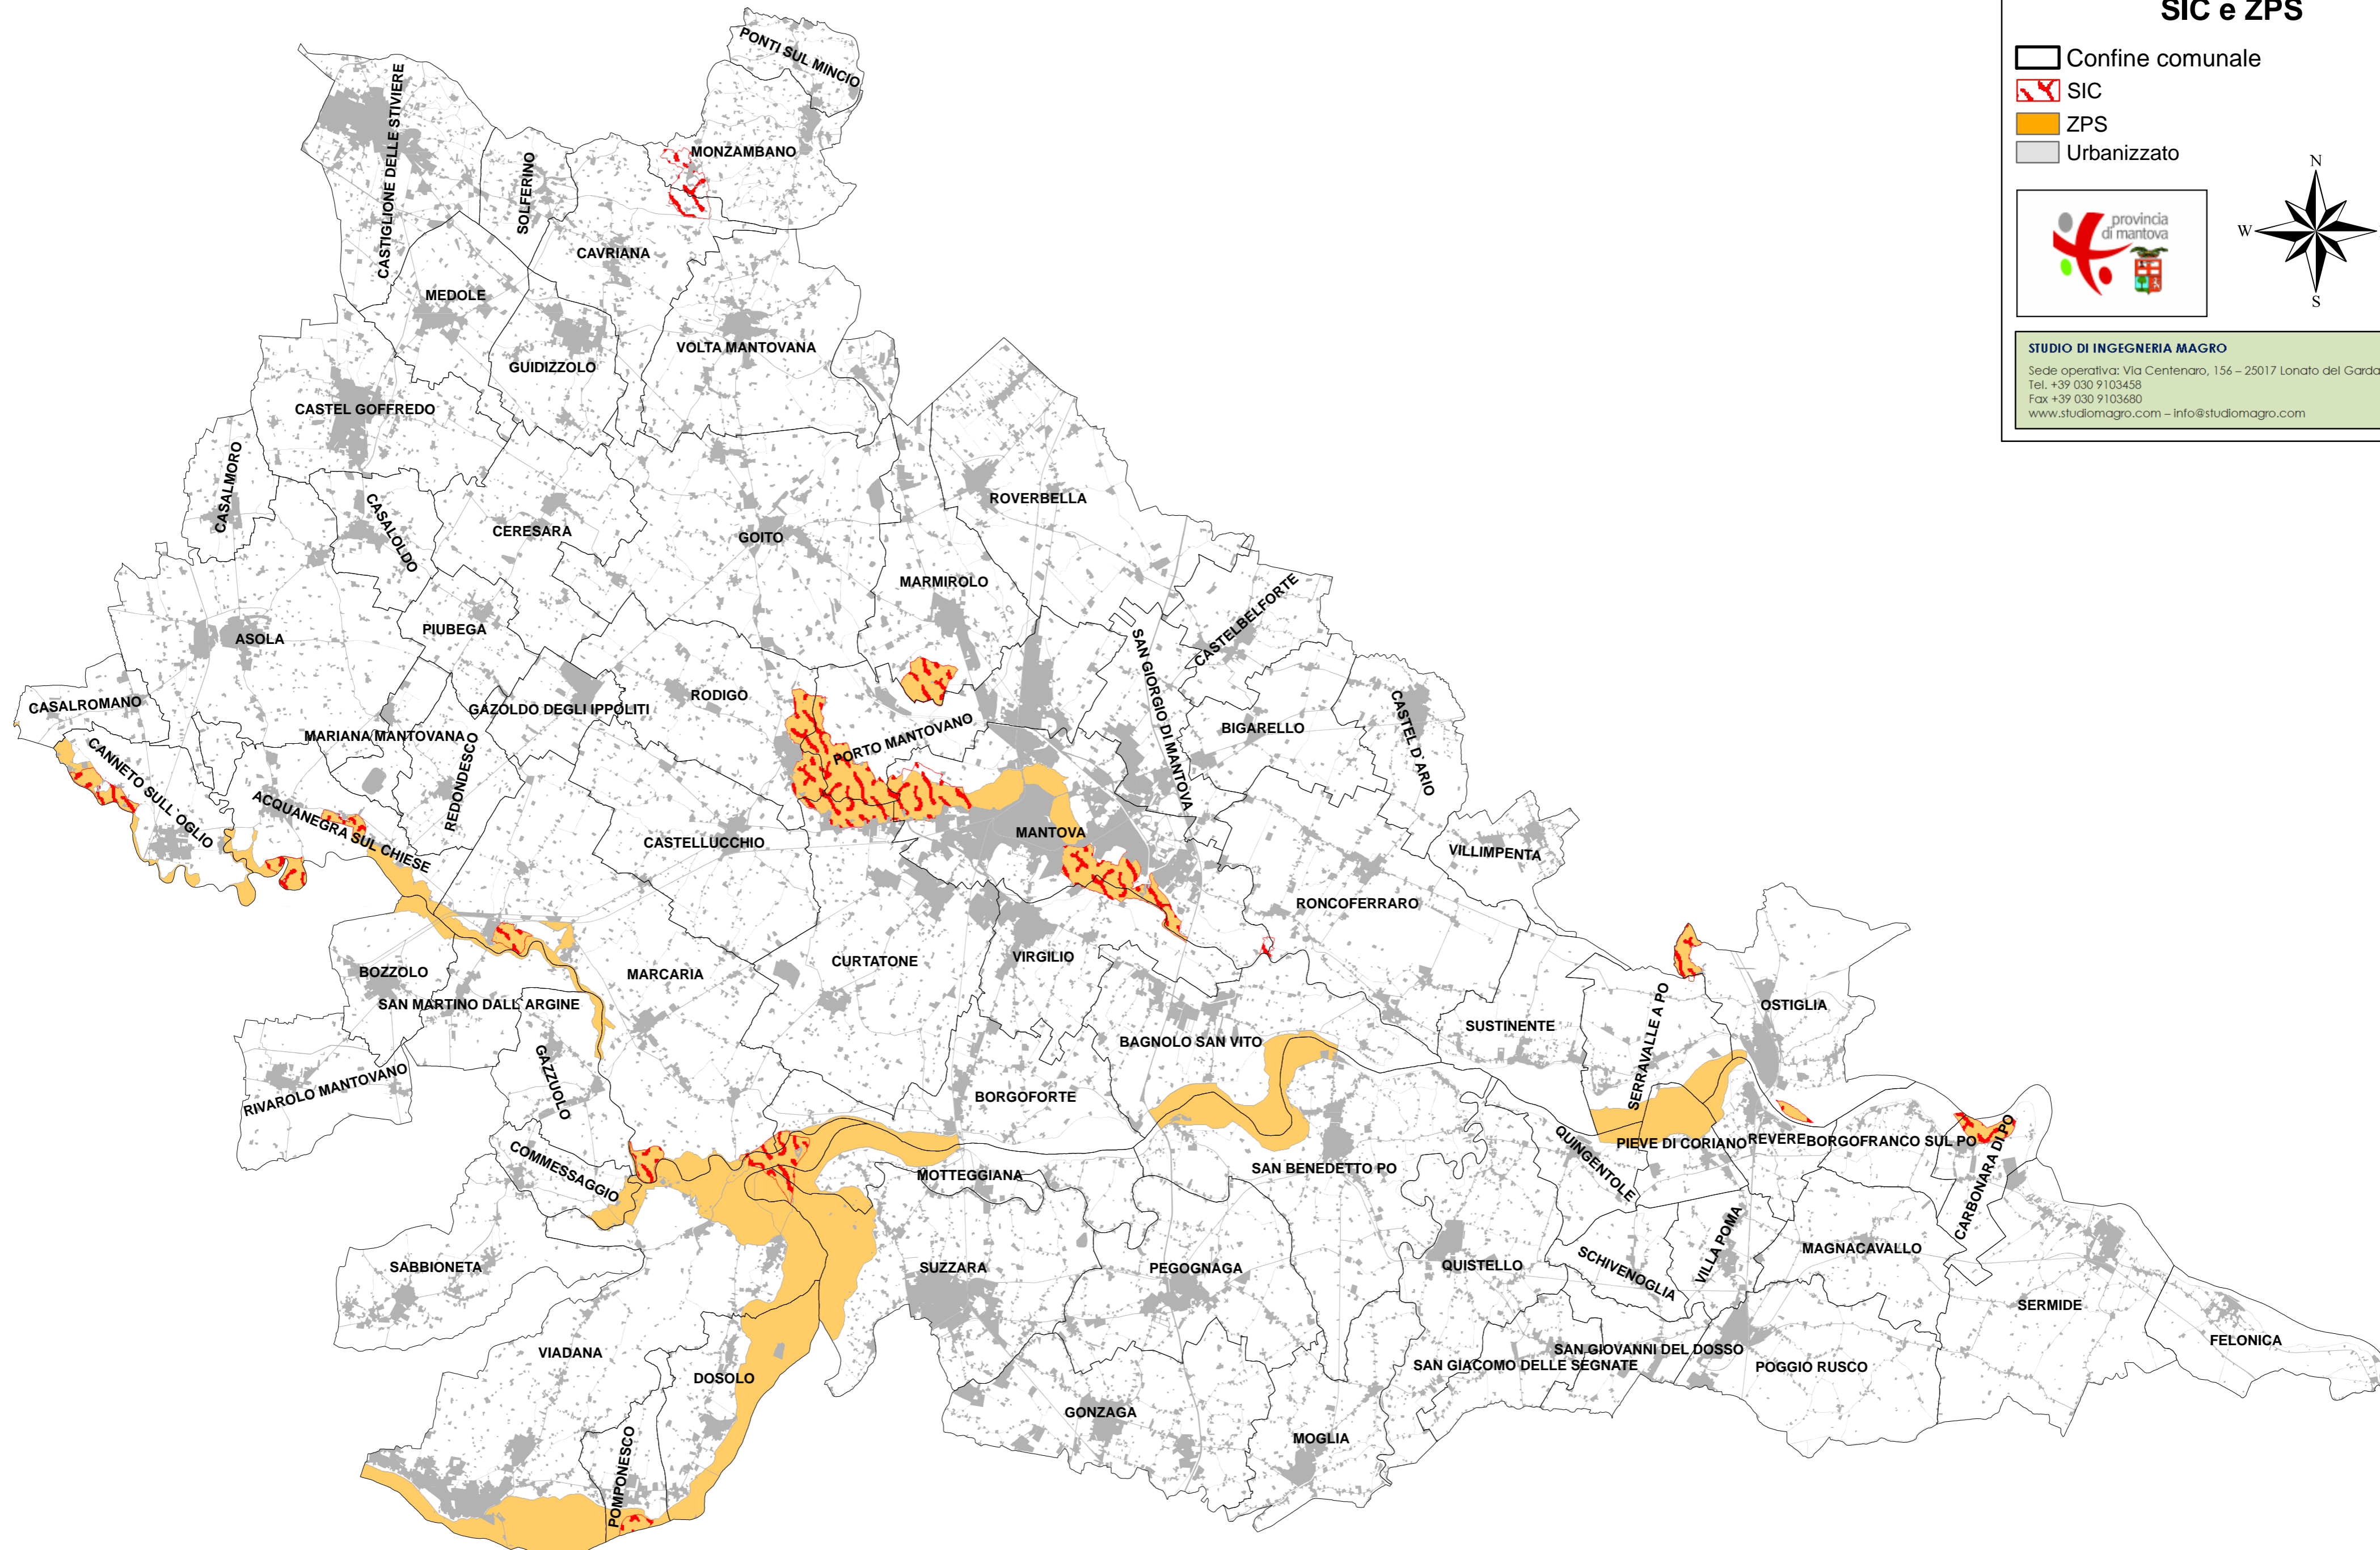 SIC e ZPS
Confine comunale
SIC
ZPS
Urbanizzato
provincia
di mantova
N
W
S
STUDIO DI INGEGNERIA MAGRO
Sede operativa: Via Centenaro, 156 – 25017 Lonato del Garda
Tel. +39 030 9103458
Fax +39 030 9103680
www.studiomagro.com – info@studiomagro.com
PONTI SUL MINCIO
CASTIGLIONE DELLE STIVIERE
MONZAMBANO
SOLFERINO
CAVRIANA
MEDOLE
VOLTA MANTOVANA
GUIDIZZOLO
CASTEL GOFFREDO
CASALMORO
ROVERBELLA
CASALOLDO
CERESARA
GOITO
MARMIROLO
CASTELBELFORTE
PIUBEGA
ASOLA
SAN GIORGIO DI MANTOVA
RODIGO
CASALROMANO
GAZOLDO DEGLI IPPOLITI
BIGARELLO
CASTEL D`ARIO
MARIANA MANTOVANA
PORTO MANTOVANO
CANNETO SULL`OGLIO
REDONDESCO
ACQUANEGRA SUL CHIESE
MANTOVA
CASTELLUCCHIO
VILLIMPENTA
RONCOFERRARO
VIRGILIO
CURTATONE
BOZZOLO
MARCARIA
SAN MARTINO DALL`ARGINE
OSTIGLIA
SUSTINENTE
SERRAVALLE A PO
BAGNOLO SAN VITO
GAZZUOLO
RIVAROLO MANTOVANO
BORGOFORTE
PIEVE DI CORIANO
REVERE
BORGOFRANCO SUL PO
QUINGENTOLE
SAN BENEDETTO PO
MOTTEGGIANA
COMMESSAGGIO
CARBONARA DI PO
VILLA POMA
MAGNACAVALLO
SABBIONETA
SUZZARA
PEGOGNAGA
QUISTELLO
SCHIVENOGLIA
SERMIDE
FELONICA
VIADANA
SAN GIOVANNI DEL DOSSO
SAN GIACOMO DELLE SEGNATE
POGGIO RUSCO
DOSOLO
GONZAGA
MOGLIA
POMPONESCO